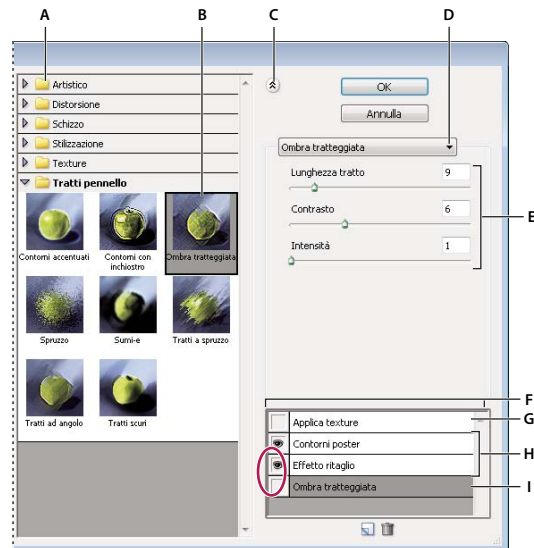 A
B
C
D
Artistico
Distorsione
Schizzo
Stilizzazione
Texture
Tratti pennello
Contorni accentuati
Contorni con
inchiostro
Ombra tratteggiata
Spruzzo
Sumi-e
Tratti a spruzzo
Tratti ad angolo
Tratti scuri
OK
Annulla
Ombra tratteggiata
Lunghezza tratto
9
Contrasto
6
Intensità
1
E
F
Applica texture
G
Contorni poster
H
Effetto ritaglio
Ombra tratteggiata
I